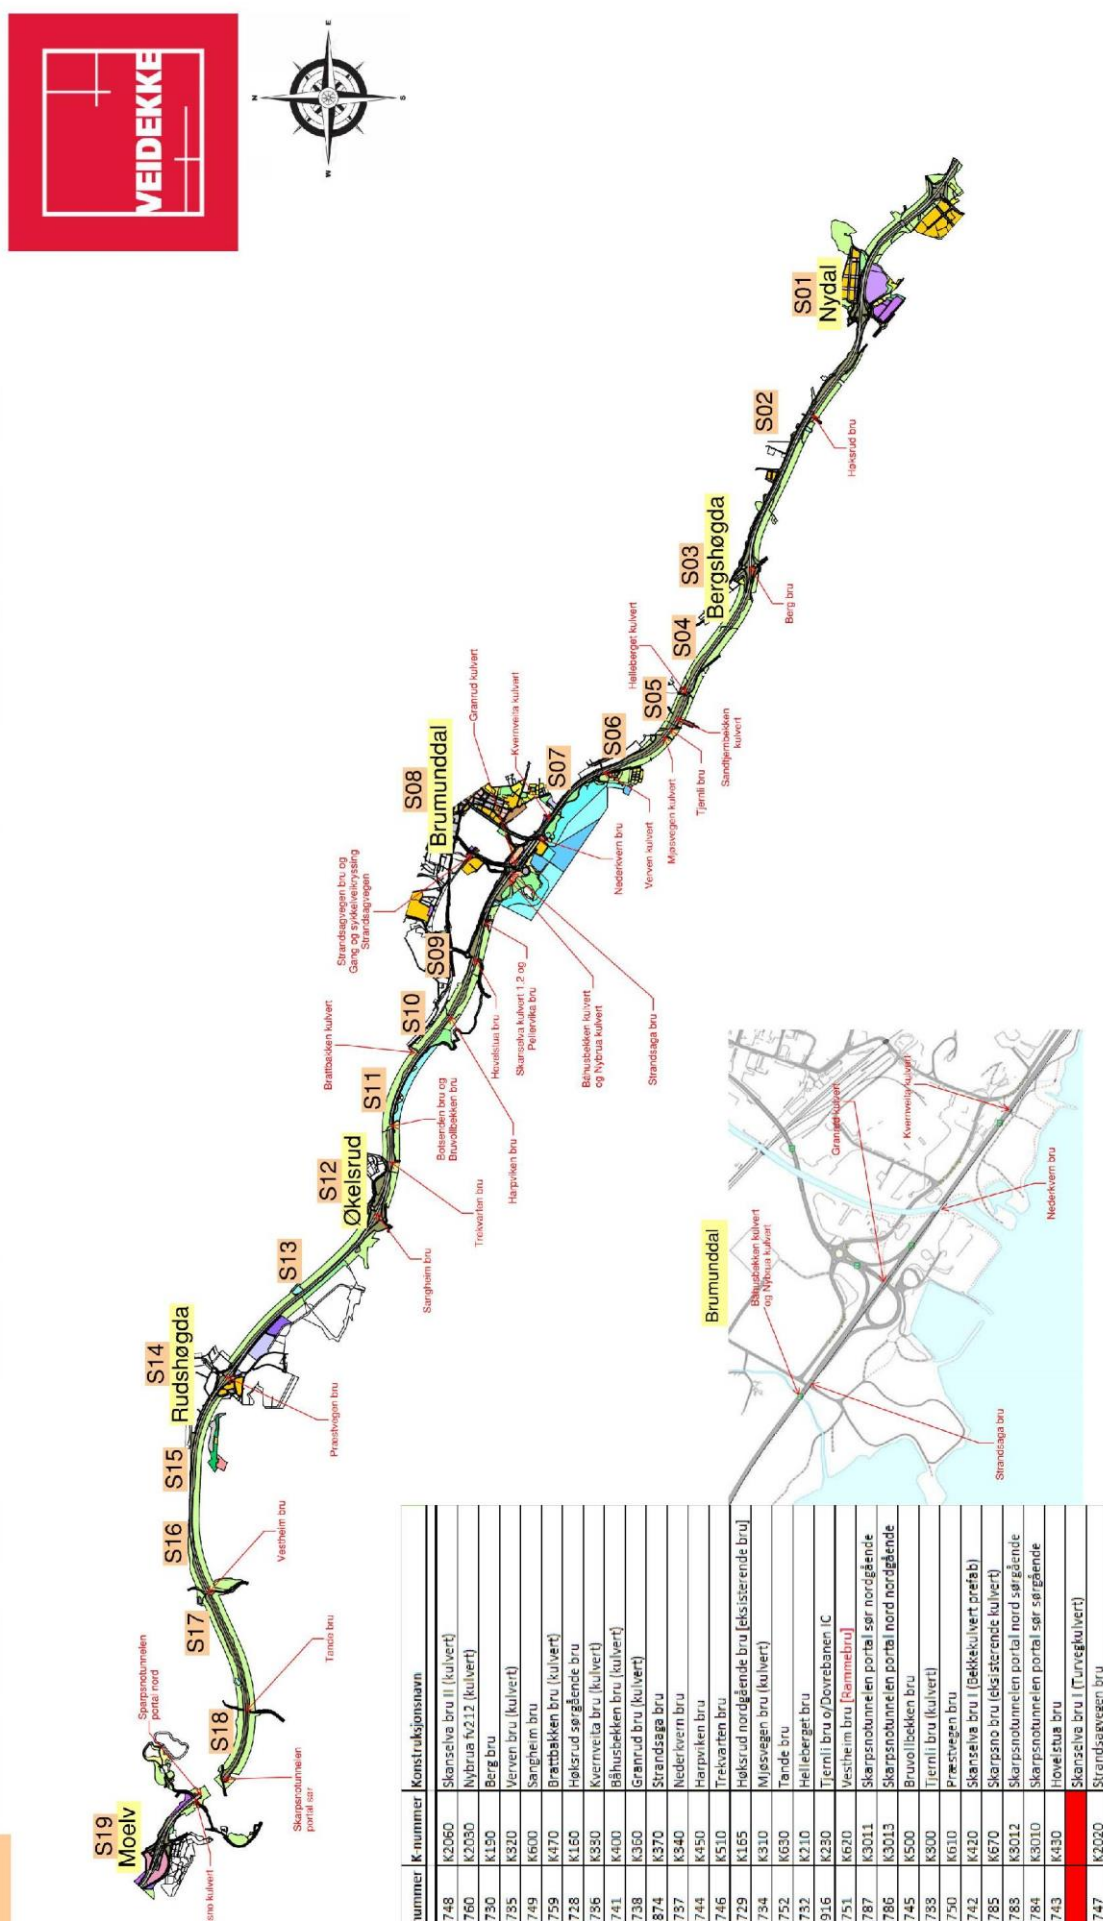 VEIDEKKE
N
E
S
W
S01
Nydal
S02
Høksrud bru
S03
Bergshøgda
Berg bru
S04
Helleberget kulvert
S05
Sandtjernbekken
kulvert
Tjernli bru
Mjøsvegen kulvert
S06
Verven kulvert
S07
Nederkvern bru
Kvernveita kulvert
Granrud kulvert
S08
Brumunddal
Strandsagvegen bru og
Gang og sykkelveikryssing
Strandsagvegen
Strandsaga bru
Båhusbekken kulvert
og Nybrua kulvert
Skanselva kulvert 1,2 og
Pellervika bru
S09
Hovelstua bru
S10
Brattbakken kulvert
Harpviken bru
S11
Botsenden bru og
Bruvollbekken bru
S12
Økelsrud
Trekvarten bru
Sangheim bru
S13
S14
Rudshøgda
Præstvegen bru
S15
S16
Vestheim bru
S17
Tande bru
S18
Skarpsnotunnelen
portal sør
Sparpsnotunnelen
portal nord
S19
Moelv
sno kulvert
Brumunddal
Båhusbekken kulvert
og Nybrua kulvert
Granrud kulvert
Kvernveita kulvert
Nederkvern bru
Strandsaga bru
nummer K-nummer Konstruksjonsnavn
748 K2060 Skanselva bru II (kulvert)
760 K2030 Nybrua fv212 (kulvert)
730 K190 Berg bru
735 K320 Verven bru (kulvert)
749 K600 Sangheim bru
759 K470 Brattbakken bru (kulvert)
728 K160 Høksrud sørgående bru
736 K330 Kvernveita bru (kulvert)
741 K400 Båhusbekken bru (kulvert)
738 K360 Granrud bru (kulvert)
874 K370 Strandsaga bru
737 K340 Nederkvern bru
744 K450 Harpviken bru
746 K510 Trekvarten bru
729 K165 Høksrud nordgående bru [eksisterende bru]
734 K310 Mjøsvegen bru (kulvert)
752 K630 Tande bru
732 K210 Helleberget bru
916 K230 Tjernli bru o/Dovrebanen IC
751 K620 Vestheim bru [Rammebru]
787 K3011 Skarpsnotunnelen portal sør nordgående
786 K3013 Skarpsnotunnelen portal nord nordgående
745 K500 Bruvollbekken bru
733 K300 Tjernli bru (kulvert)
750 K610 Præstvegen bru
742 K420 Skanselva bru I (Bekkekulvert prefab)
785 K670 Skarpsno bru (eksisterende kulvert)
783 K3012 Skarpsnotunnelen portal nord sørgående
784 K3010 Skarpsnotunnelen portal sør sørgående
743 K430 Hovelstua bru
Skanselva bru I (Turvegkulvert)
747 K2020 Strandsagvegen bru